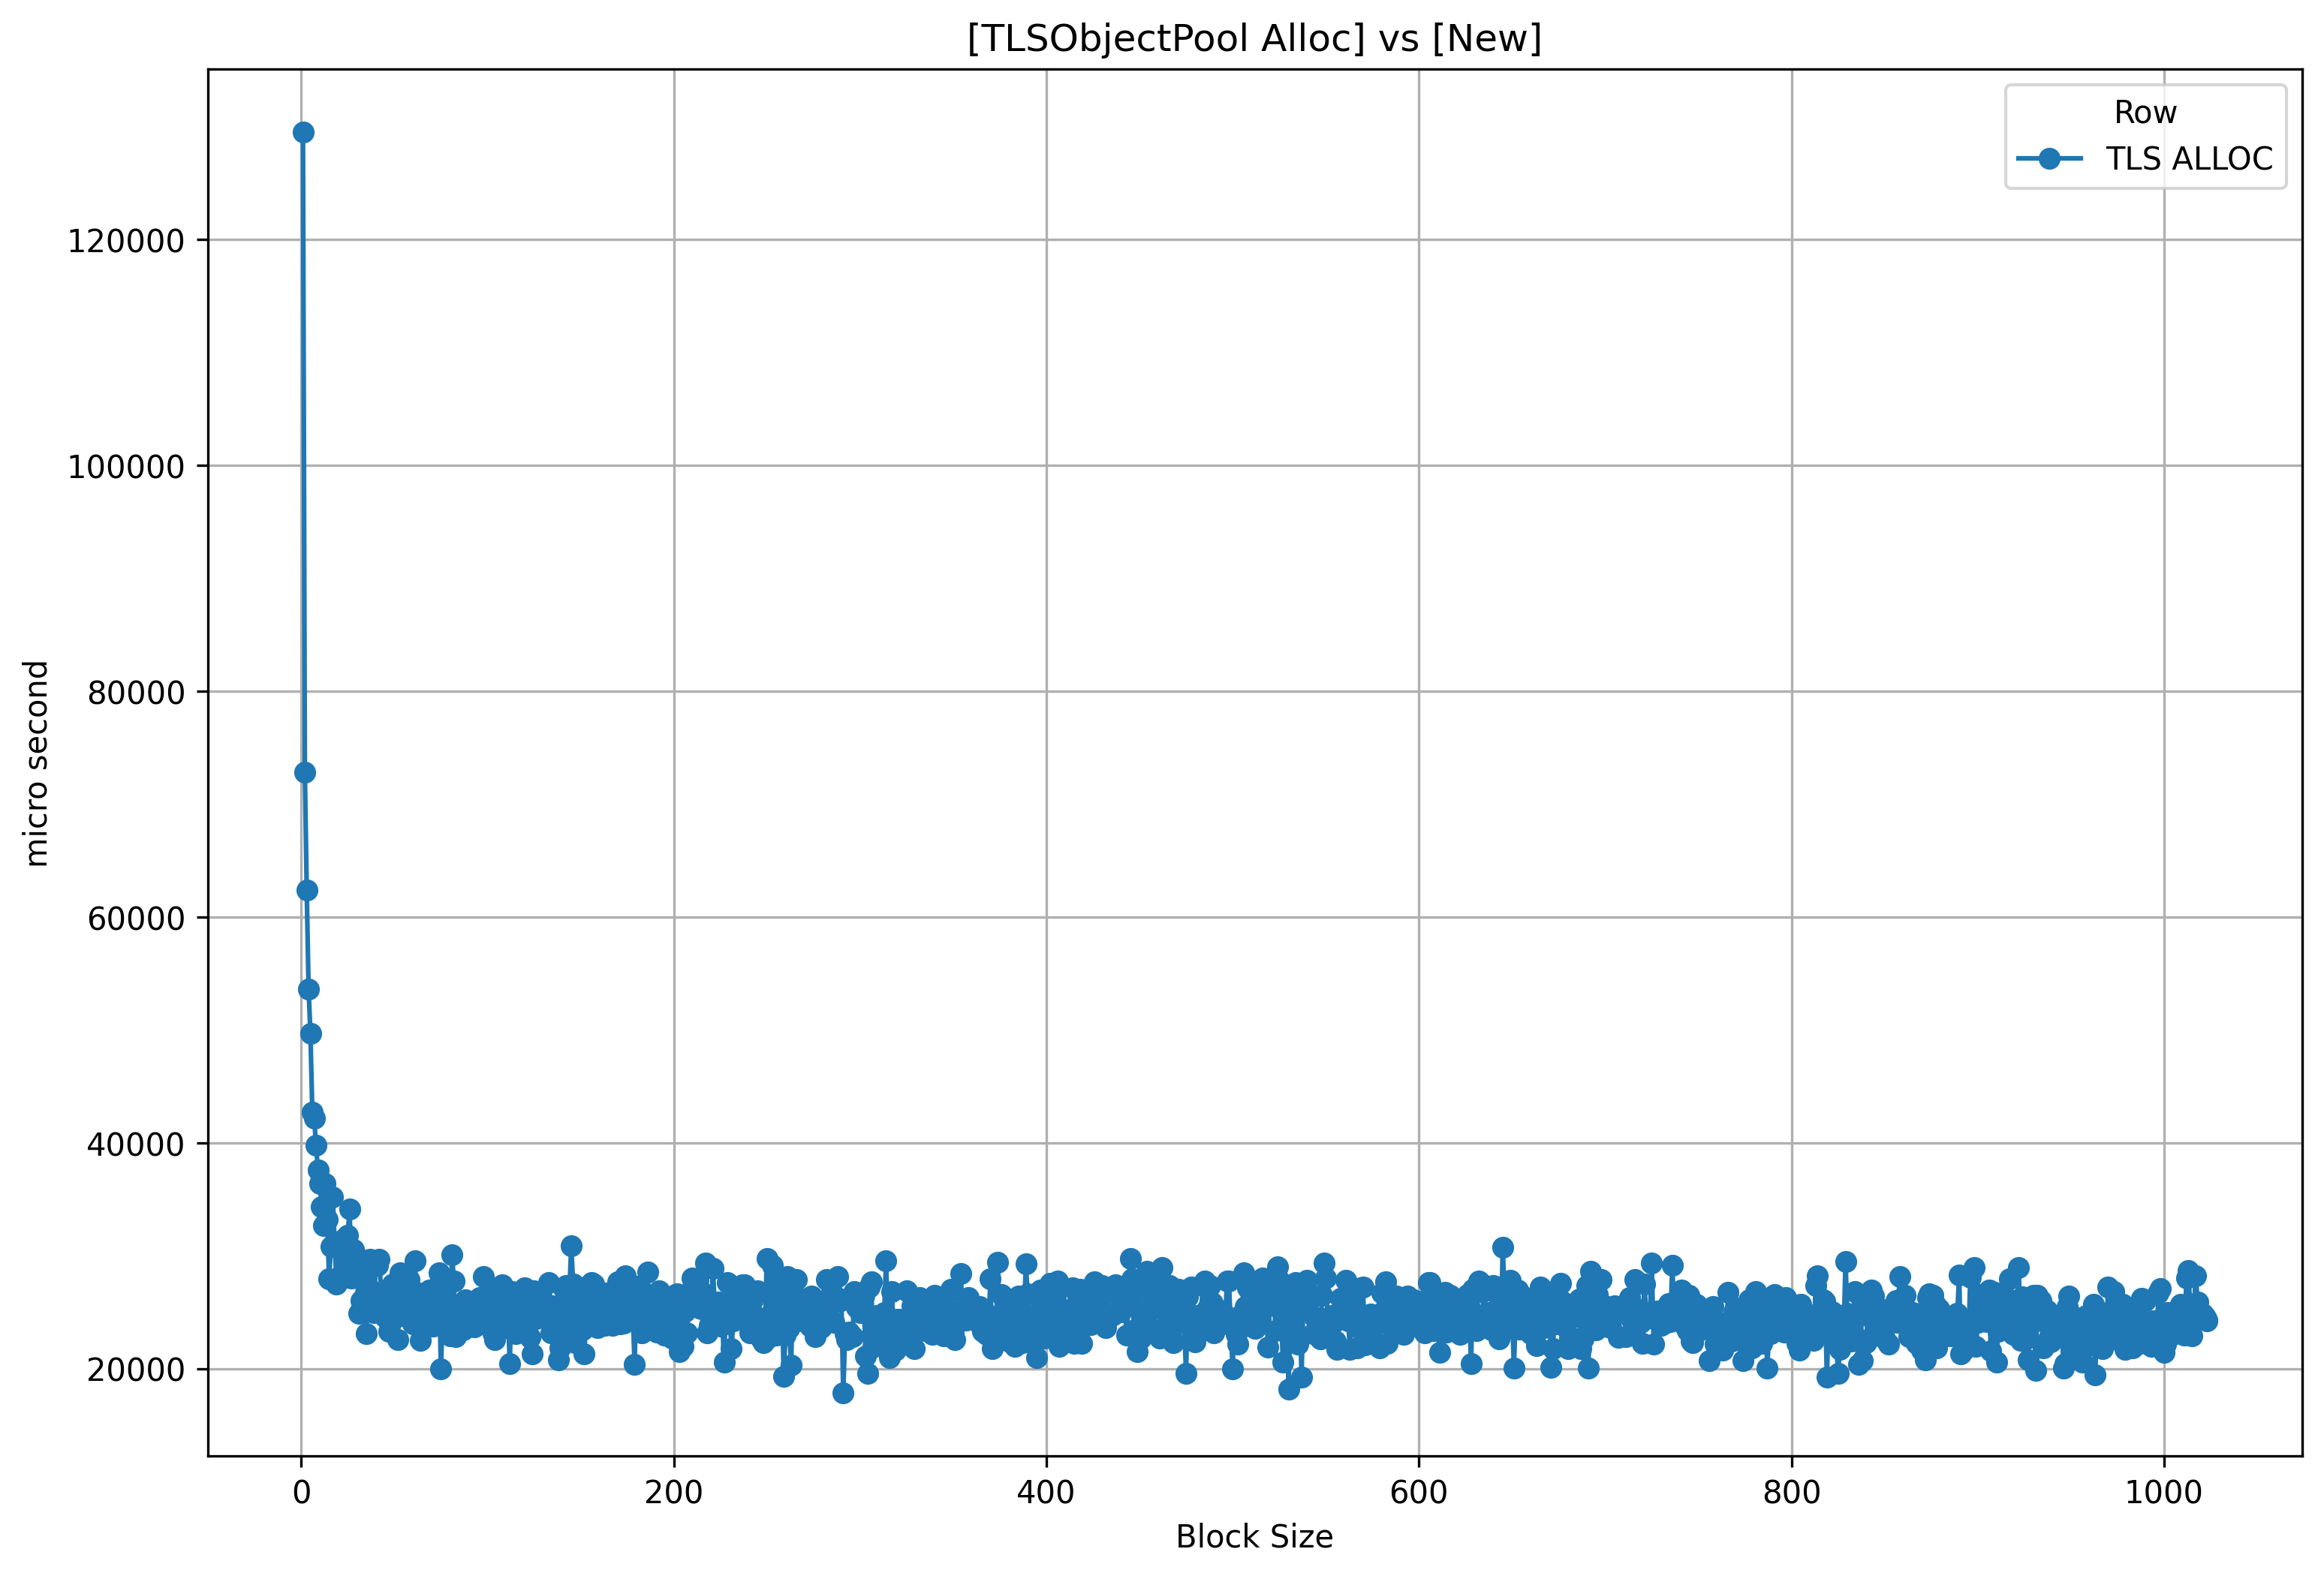 [TLSObjectPool Alloc] vs [New]
Row
TLS ALLOC
120000
100000
80000
60000
40000
20000
micro second
0 200 400 600 800 1000
Block Size